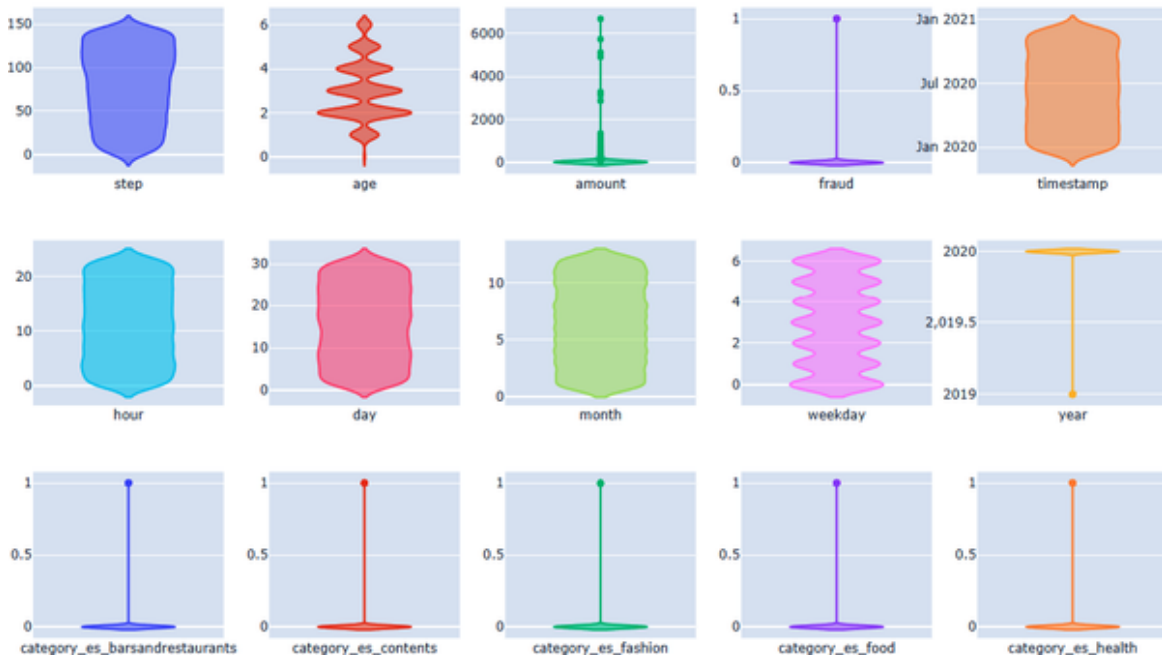 150
100
50
0
step
6
4
2
0
age
6000
4000
2000
0
amount
1
0.5
0
fraud
Jan 2021
Jul 2020
Jan 2020
timestamp
20
10
0
hour
30
20
10
0
day
10
5
0
month
6
4
2
0
weekday
2020
2,019.5
2019
year
1
0.5
0
category_es_barsandrestaurants
1
0.5
0
category_es_contents
1
0.5
0
category_es_fashion
1
0.5
0
category_es_food
1
0.5
0
category_es_health